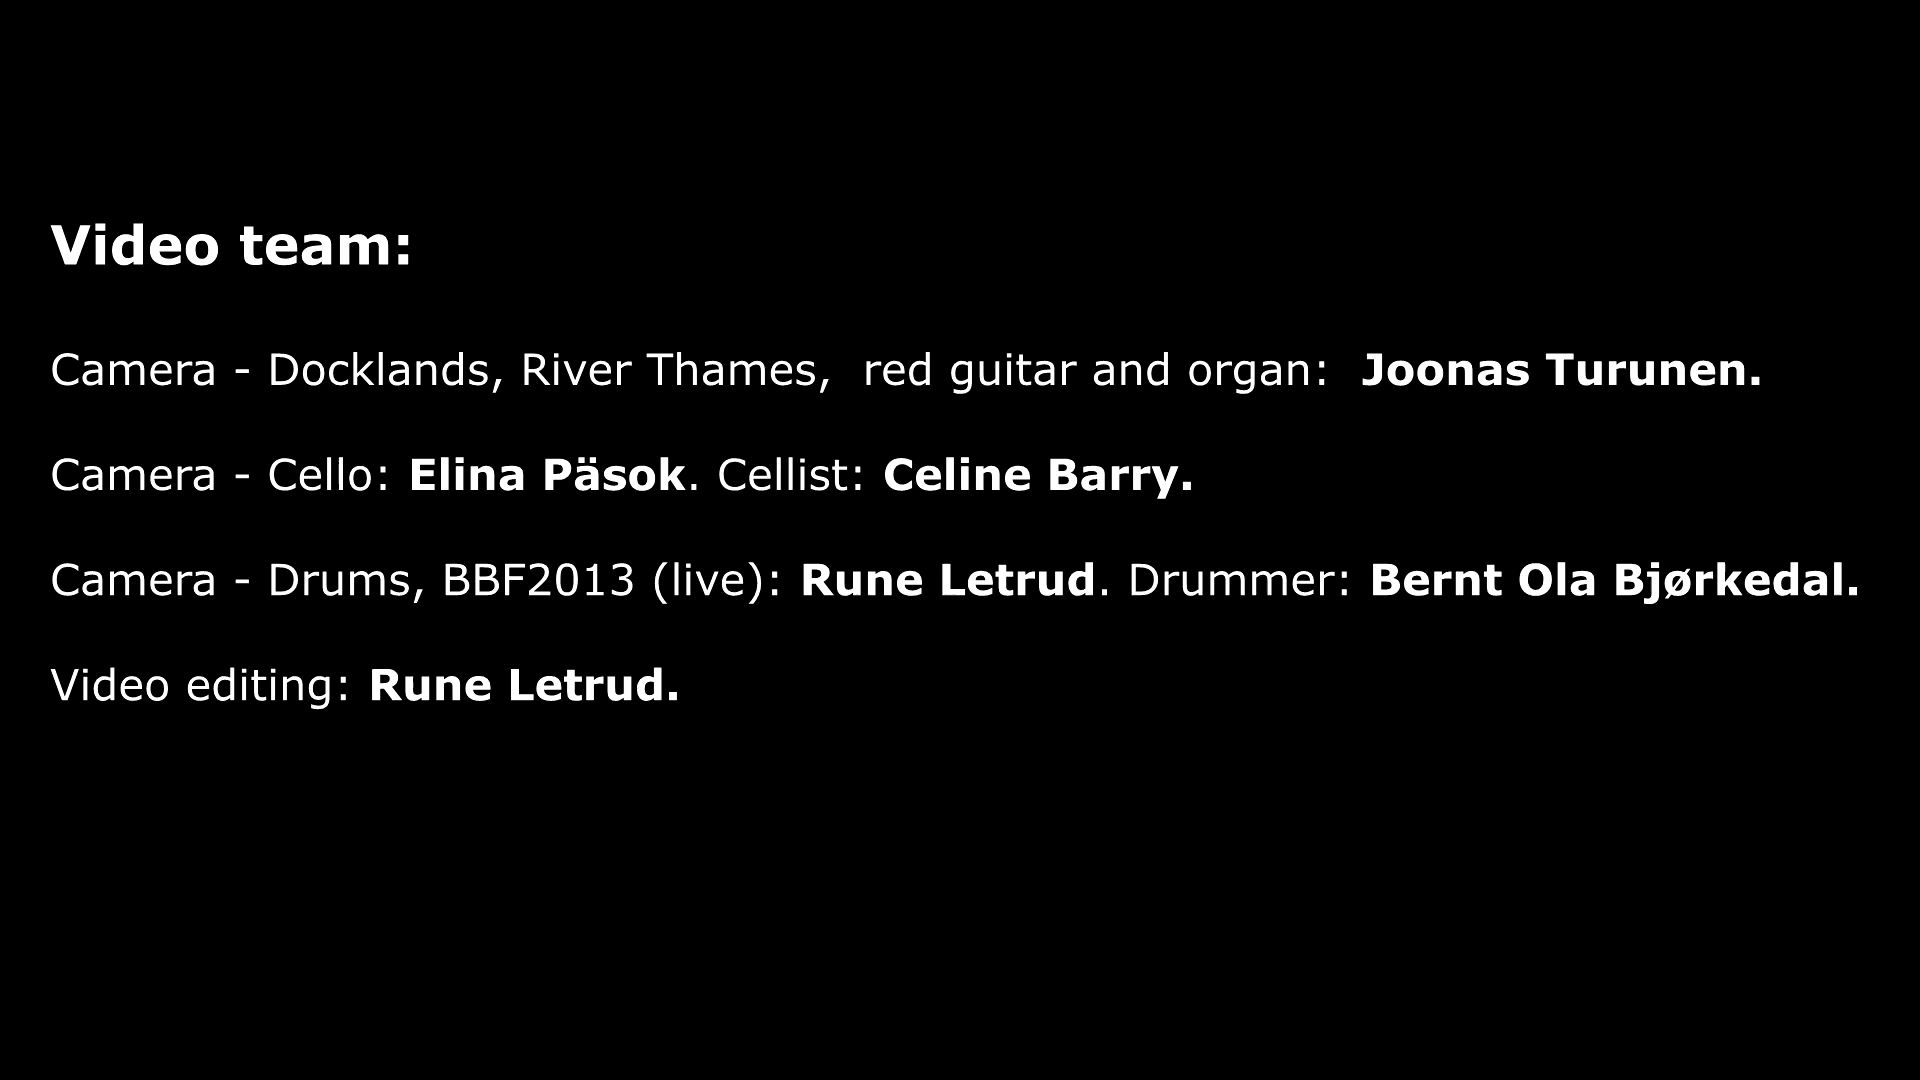 Video team:
Camera - Docklands, River Thames,  red guitar and organ:  Joonas Turunen.
Camera - Cello: Elina Päsok. Cellist: Celine Barry.
Camera - Drums, BBF2013 (live): Rune Letrud. Drummer: Bernt Ola Bjørkedal.
Video editing: Rune Letrud.